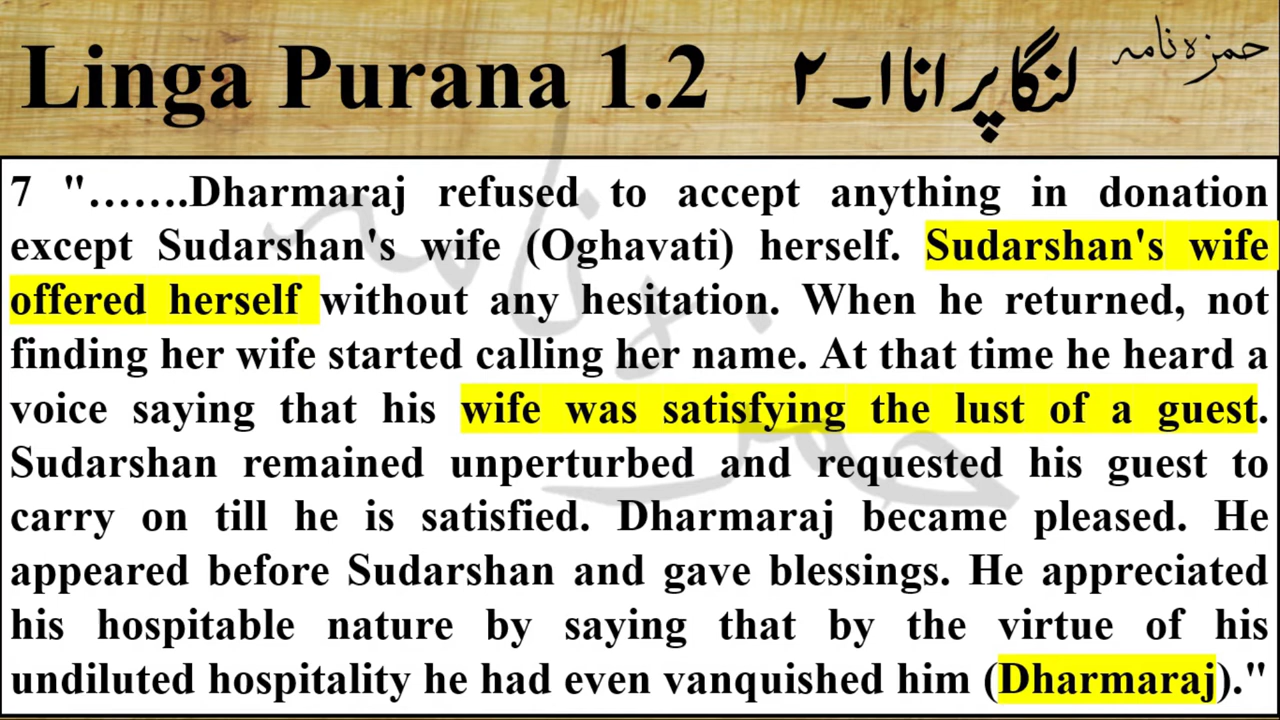 Linga Purana 1.2 لنگاپرانا ا۔۲ حمزہ نامہ
7 "…….Dharmaraj refused to accept anything in donation
except Sudarshan's wife (Oghavati) herself. Sudarshan's wife
offered herself without any hesitation. When he returned, not
finding her wife started calling her name. At that time he heard a
voice saying that his wife was satisfying the lust of a guest.
Sudarshan remained unperturbed and requested his guest to
carry on till he is satisfied. Dharmaraj became pleased. He
appeared before Sudarshan and gave blessings. He appreciated
his hospitable nature by saying that by the virtue of his
undiluted hospitality he had even vanquished him (Dharmaraj)."
حمزہ نامہ